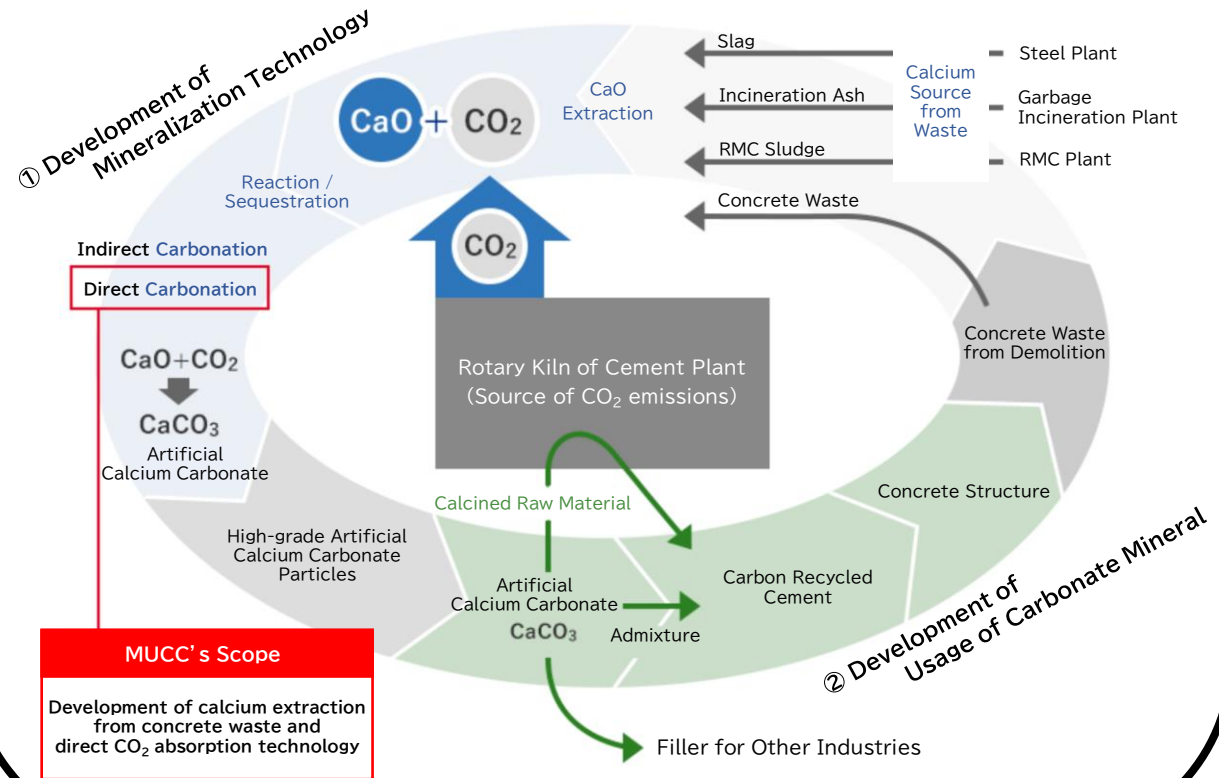 ① Development of
Mineralization Technology
CaO + CO₂
CaO
Extraction
Slag
Incineration Ash
RMC Sludge
Concrete Waste
Calcium
Source
from
Waste
Steel Plant
Garbage
Incineration Plant
RMC Plant
Reaction /
Sequestration
CO₂
Indirect Carbonation
Direct Carbonation
CaO+CO₂
CaCO₃
Artificial
Calcium Carbonate
Rotary Kiln of Cement Plant
(Source of CO₂ emissions)
Concrete Waste
from Demolition
Calcined Raw Material
Concrete Structure
High-grade Artificial
Calcium Carbonate
Particles
Artificial
Calcium Carbonate
CaCO₃
Admixture
Carbon Recycled
Cement
② Development of
Usage of Carbonate Mineral
MUCC’s Scope
Development of calcium extraction
from concrete waste and
direct CO₂ absorption technology
Filler for Other Industries